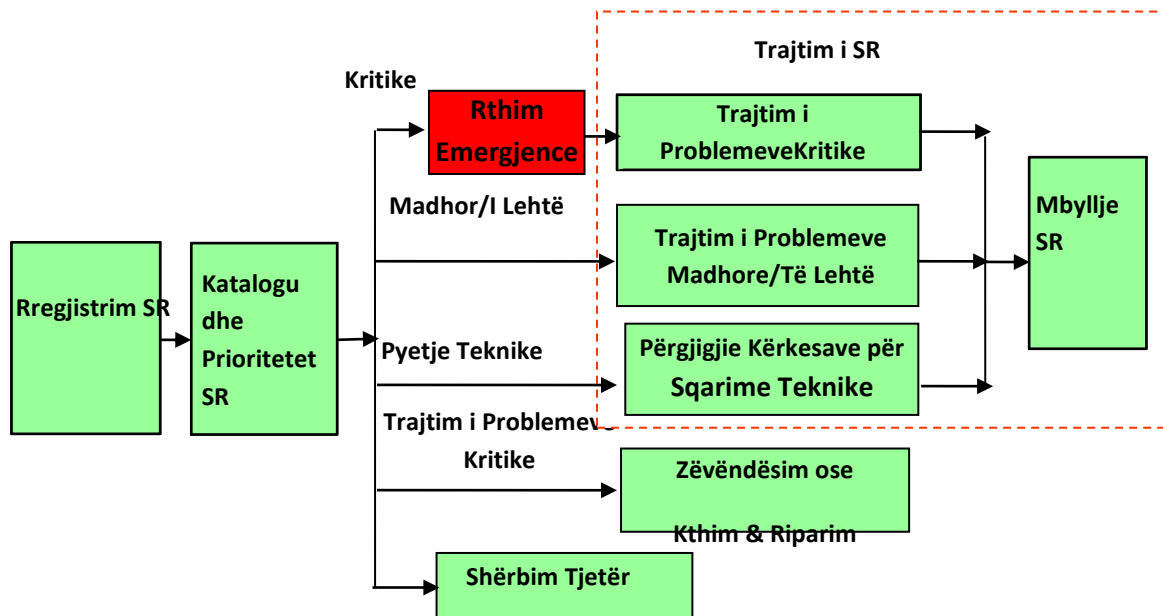 Trajtim i SR
Kritike
Rthim
Emergjence
Trajtim i
ProblemeveKritike
Mbyllje
SR
Madhor/I Lehtë
Trajtim i Problemeve
Madhore/Të Lehtë
Rregjistrim SR
Katalogu
dhe
Prioritetet
SR
Pyetje Teknike
Përgjigjie Kërkesave për
Sqarime Teknike
Trajtim i Problemeve
Kritike
Zëvëndësim ose
Kthim & Riparim
Shërbim Tjetër